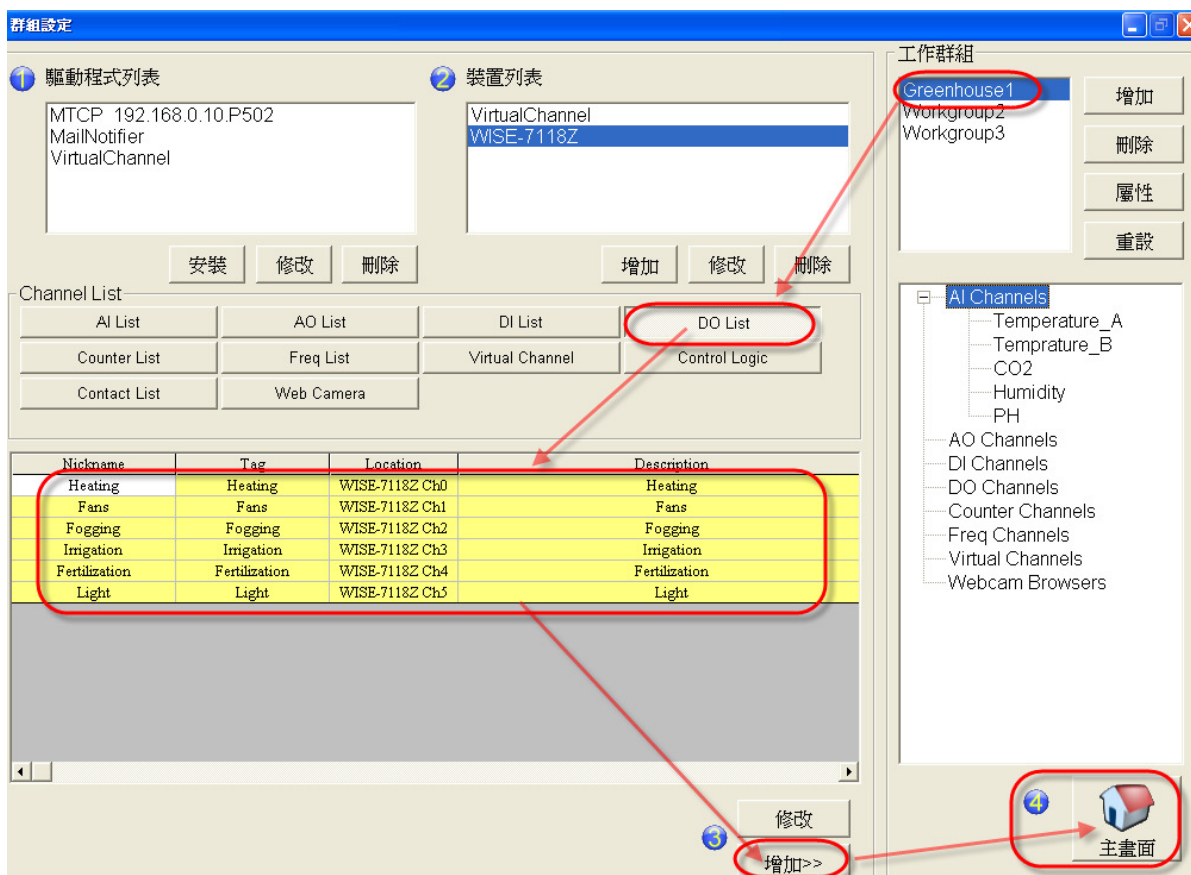 群組設定
1 驅動程式列表
MTCP 192.168.0.10.P502
MailNotifier
VirtualChannel
安裝 修改 刪除
2 裝置列表
VirtualChannel
WISE-7118Z
增加 修改 刪除
工作群組
Greenhouse1
Workgroup2
Workgroup3
增加
刪除
屬性
重設
Channel List
AI List AO List DI List DO List
Counter List Freq List Virtual Channel Control Logic
Contact List Web Camera
Nickname Tag Location Description
Heating Heating WISE-7118Z Ch0 Heating
Fans Fans WISE-7118Z Ch1 Fans
Fogging Fogging WISE-7118Z Ch2 Fogging
Irrigation Irrigation WISE-7118Z Ch3 Irrigation
Fertilization Fertilization WISE-7118Z Ch4 Fertilization
Light Light WISE-7118Z Ch5 Light
AI Channels
Temperature_A
Temprature_B
CO2
Humidity
PH
AO Channels
DI Channels
DO Channels
Counter Channels
Freq Channels
Virtual Channels
Webcam Browsers
修改
3 增加>>
4 主畫面